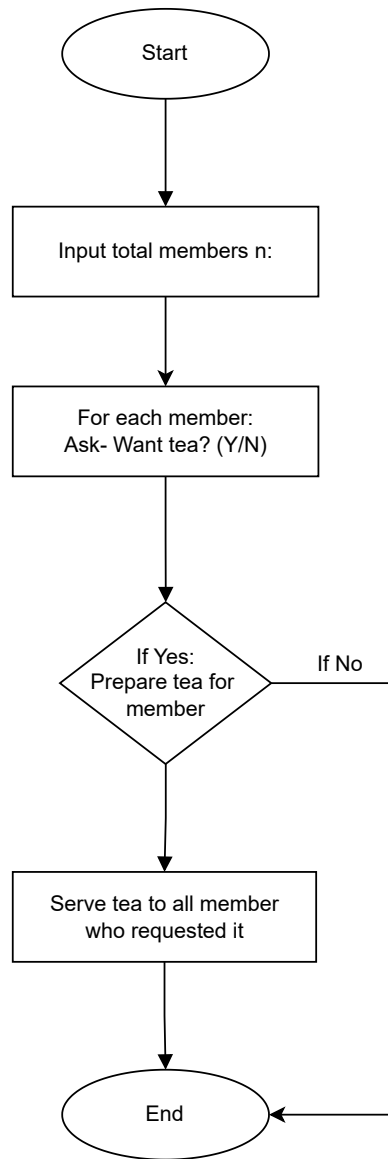 Start
Input total members n:
For each member:
Ask- Want tea? (Y/N)
If Yes:
Prepare tea for
member
If No
Serve tea to all member
who requested it
End